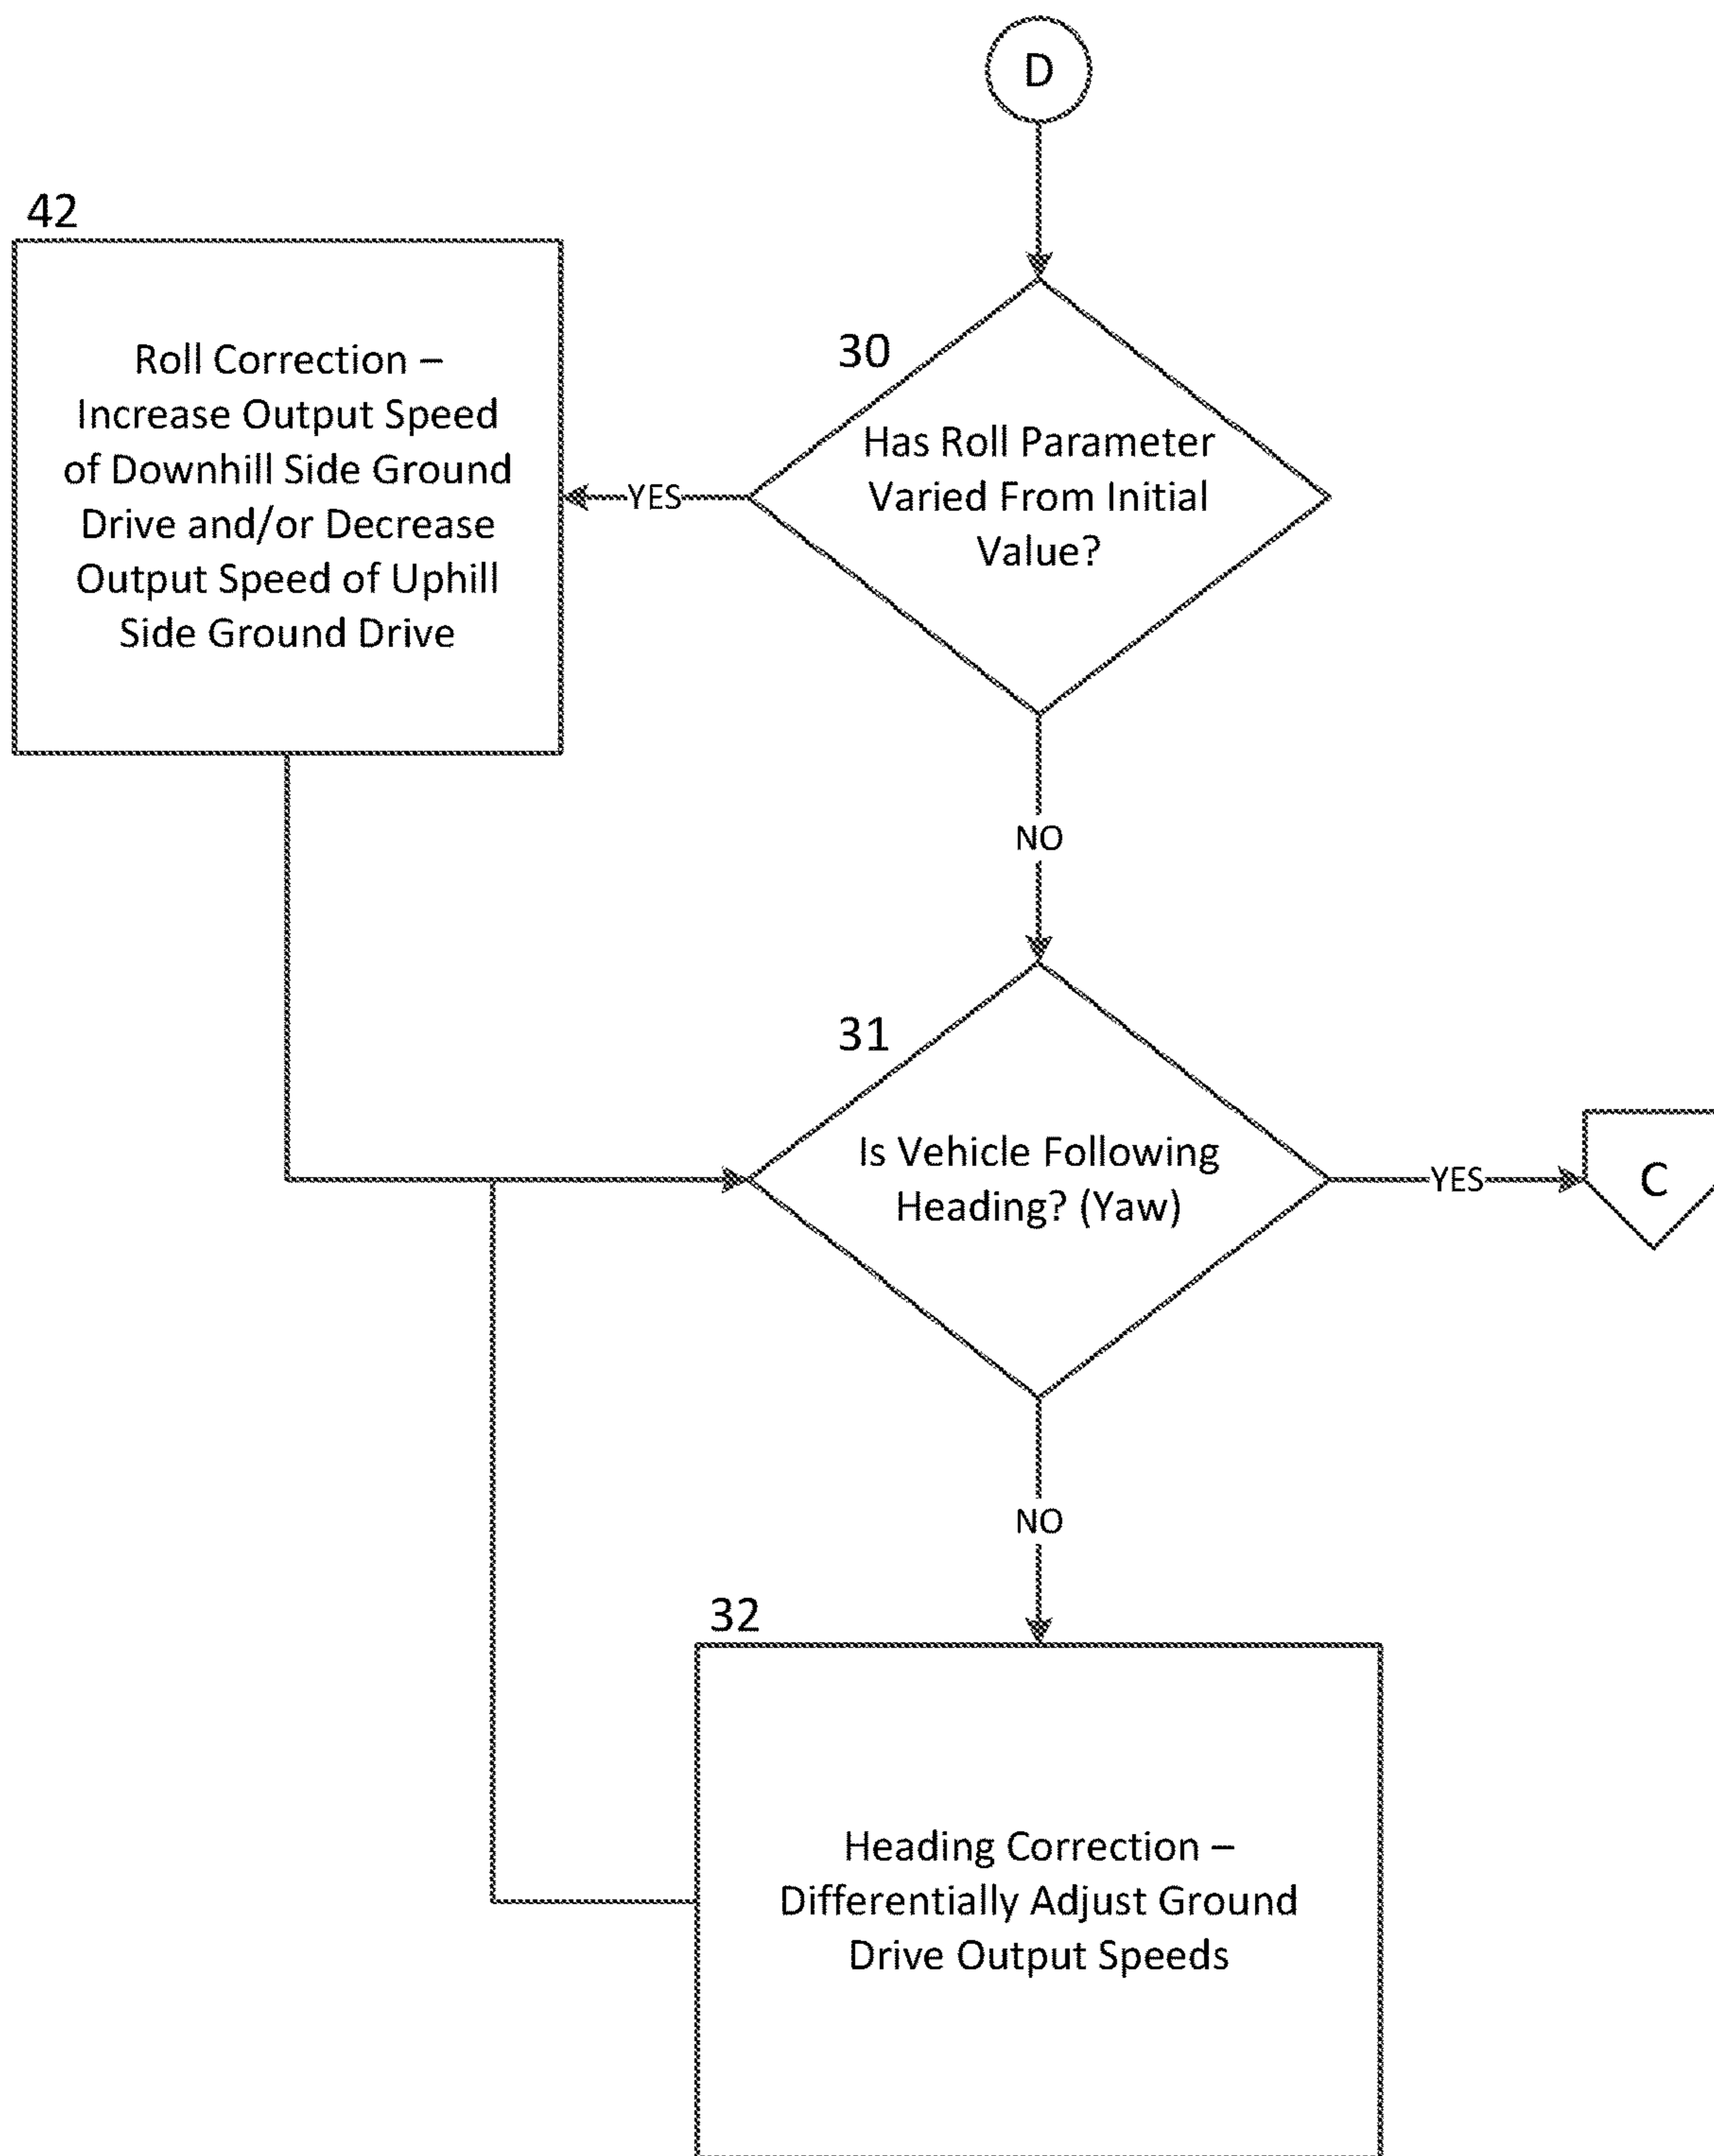 D
42
Roll Correction –
Increase Output Speed
of Downhill Side Ground
Drive and/or Decrease
Output Speed of Uphill
Side Ground Drive
30
Has Roll Parameter
Varied From Initial
Value?
YES
NO
31
Is Vehicle Following
Heading? (Yaw)
YES
C
NO
32
Heading Correction –
Differentially Adjust Ground
Drive Output Speeds